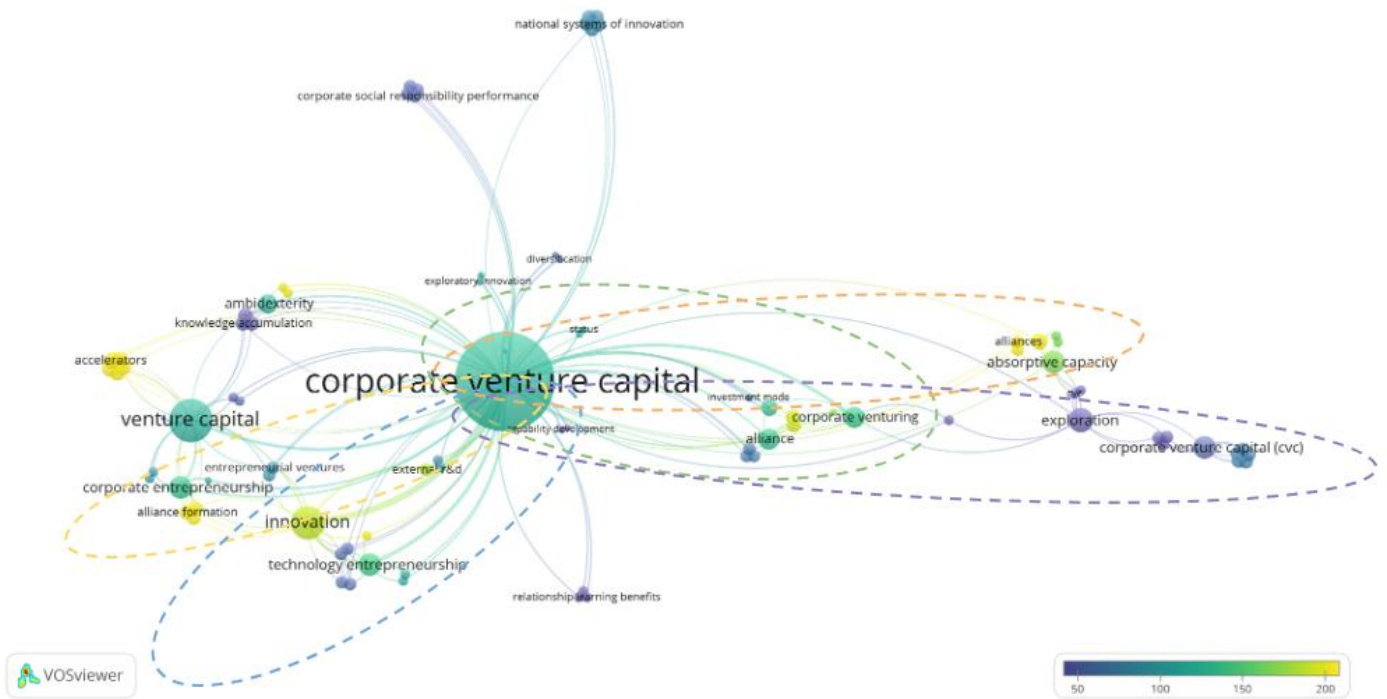 national systems of innovation
corporate social responsibility performance
diversification
exploratory innovation
ambidexterity
knowledge accumulation
status
alliances
accelerators
absorptive capacity
corporate venture capital
investment mode
venture capital
corporate venturing
exploration
capability development
alliance
corporate venture capital (cvc)
entrepreneurial ventures
external r&d
corporate entrepreneurship
alliance formation
innovation
technology entrepreneurship
relationship learning benefits
VOSviewer
50 100 150 200